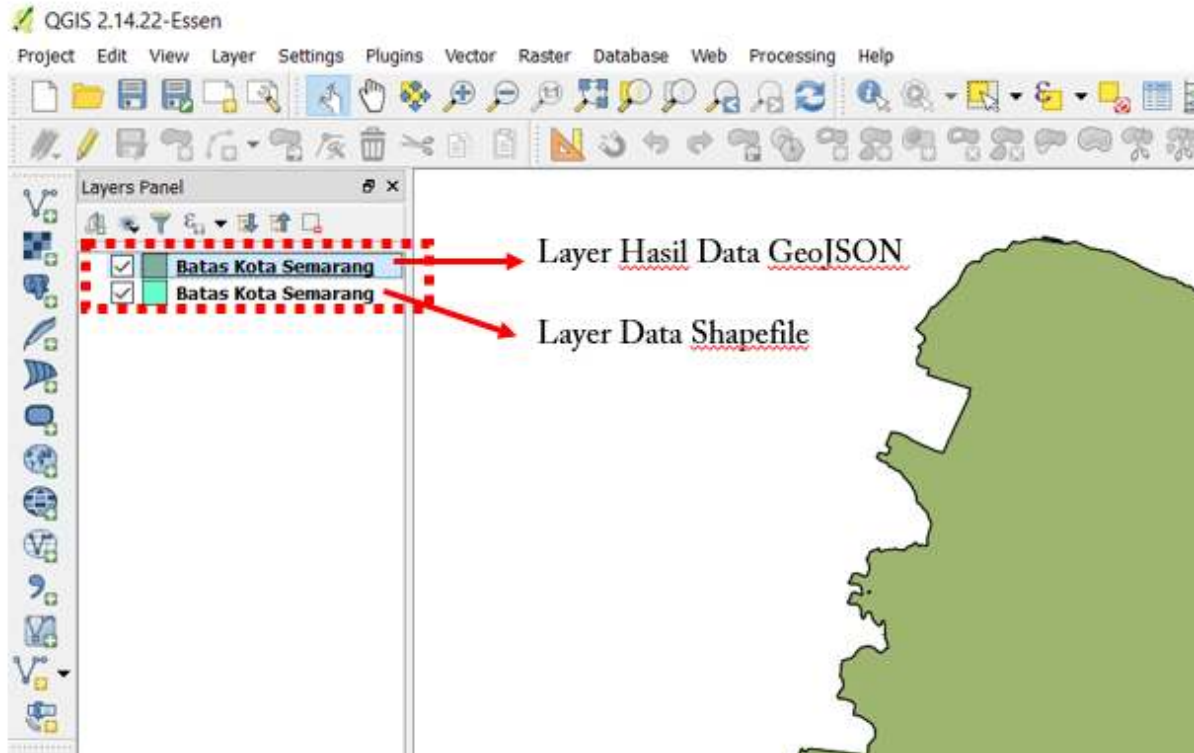 QGIS 2.14.22-Essen
Project Edit View Layer Settings Plugins Vector Raster Database Web Processing Help
Layers Panel
Batas Kota Semarang
Batas Kota Semarang
Layer Hasil Data GeoJSON
Layer Data Shapefile